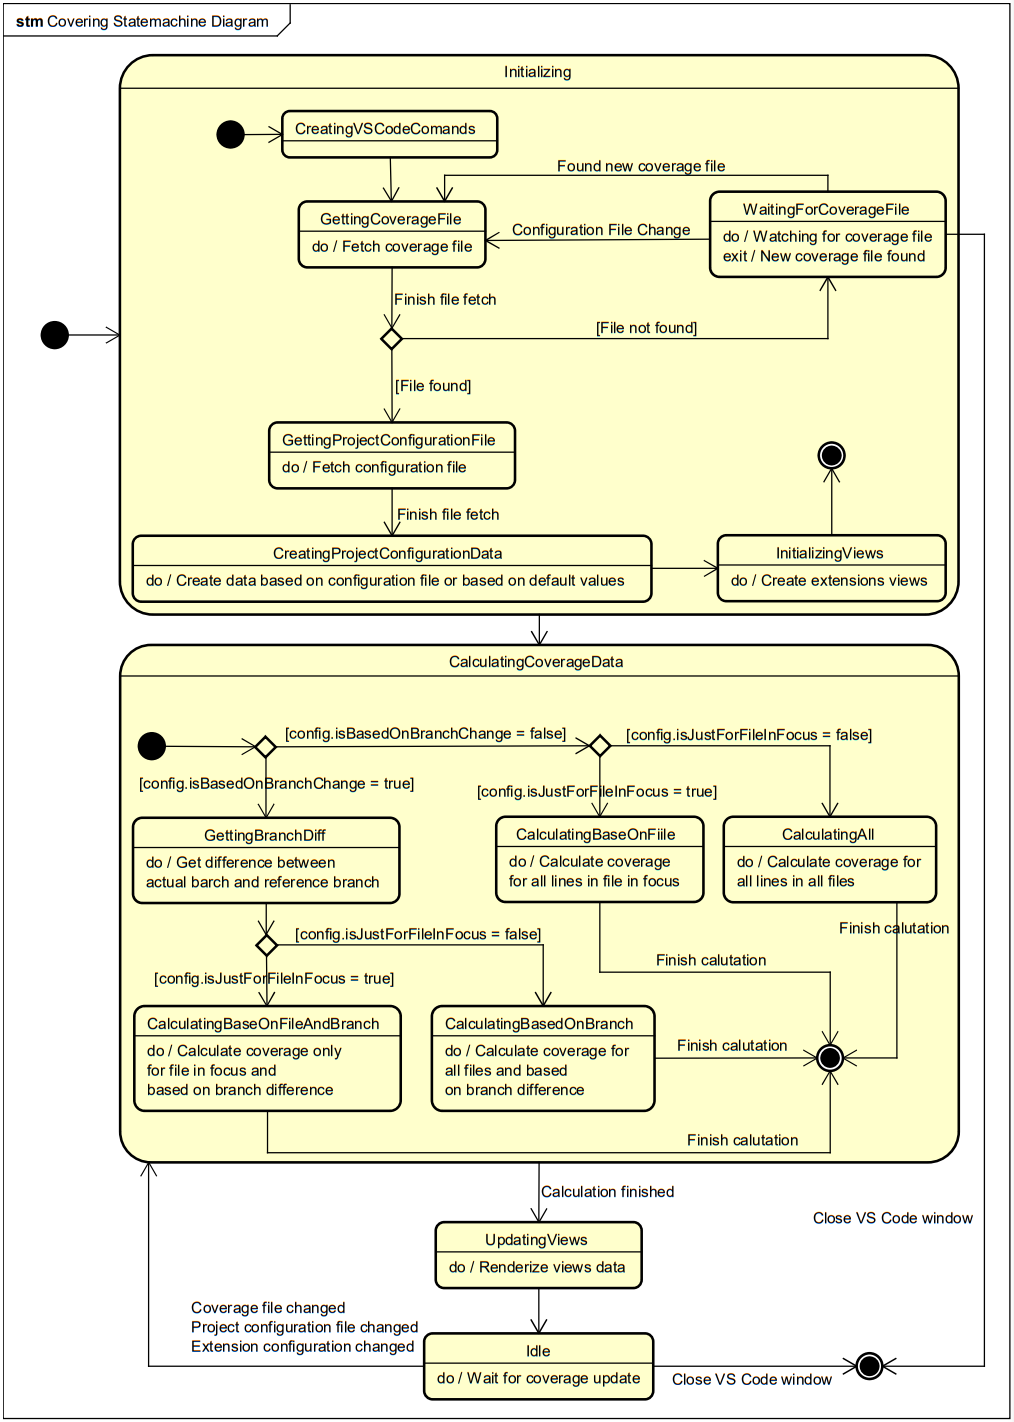 stm Covering Statemachine Diagram
Initializing
CreatingVSCodeComands
Found new coverage file
GettingCoverageFile
do / Fetch coverage file
Configuration File Change
WaitingForCoverageFile
do / Watching for coverage file
exit / New coverage file found
Finish file fetch
[File not found]
[File found]
GettingProjectConfigurationFile
do / Fetch configuration file
Finish file fetch
CreatingProjectConfigurationData
do / Create data based on configuration file or based on default values
InitializingViews
do / Create extensions views
CalculatingCoverageData
[config.isBasedOnBranchChange = false]
[config.isJustForFileInFocus = false]
[config.isBasedOnBranchChange = true]
[config.isJustForFileInFocus = true]
GettingBranchDiff
do / Get difference between
actual barch and reference branch
CalculatingBaseOnFiile
do / Calculate coverage
for all lines in file in focus
CalculatingAll
do / Calculate coverage for
all lines in all files
[config.isJustForFileInFocus = false]
Finish calutation
Finish calutation
[config.isJustForFileInFocus = true]
CalculatingBaseOnFileAndBranch
do / Calculate coverage only
for file in focus and
based on branch difference
CalculatingBasedOnBranch
do / Calculate coverage for
all files and based
on branch difference
Finish calutation
Finish calutation
Calculation finished
Close VS Code window
UpdatingViews
do / Renderize views data
Coverage file changed
Project configuration file changed
Extension configuration changed
Idle
do / Wait for coverage update
Close VS Code window